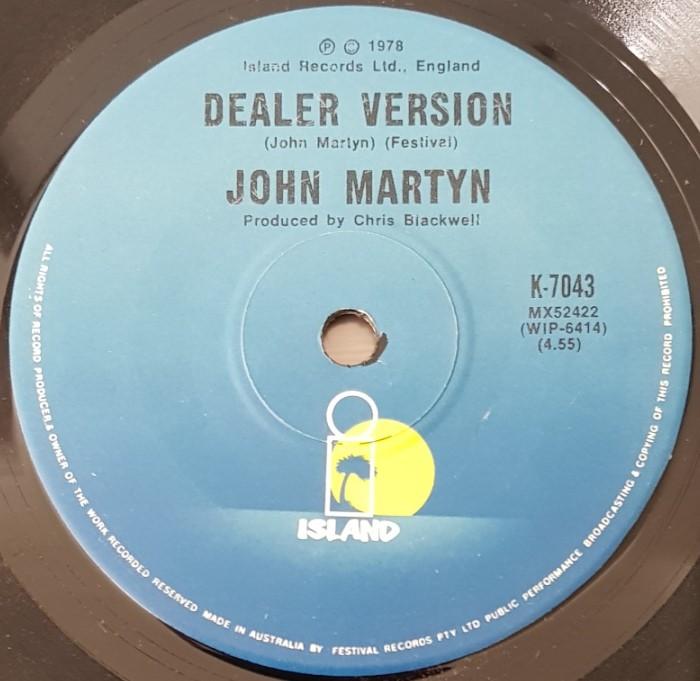 ℗ © 1978
Island Records Ltd., England
DEALER VERSION
(John Martyn) (Festival)
JOHN MARTYN
Produced by Chris Blackwell
K-7043
MX52422
(WIP-6414)
(4.55)
ISLAND
ALL RIGHTS OF RECORD PRODUCER & OWNER OF THE WORK RECORDED RESERVED MADE IN AUSTRALIA BY FESTIVAL RECORDS PTY LTD PUBLIC PERFORMANCE BROADCASTING & COPYING OF THIS RECORD PROHIBITED